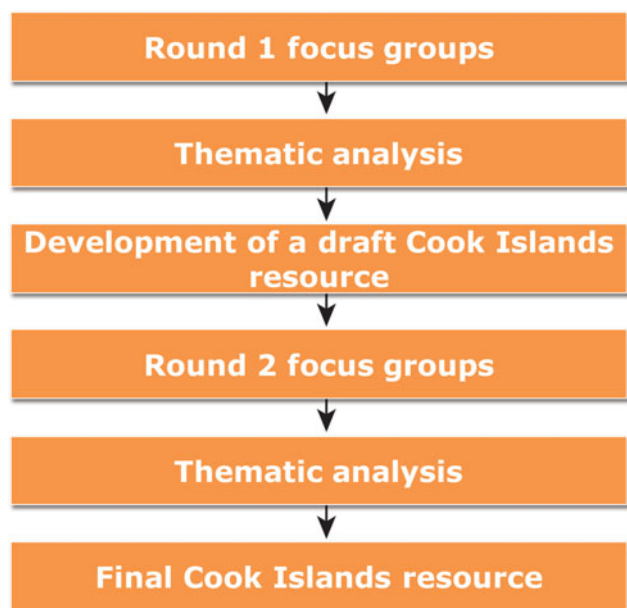 Round 1 focus groups
Thematic analysis
Development of a draft Cook Islands
resource
Round 2 focus groups
Thematic analysis
Final Cook Islands resource